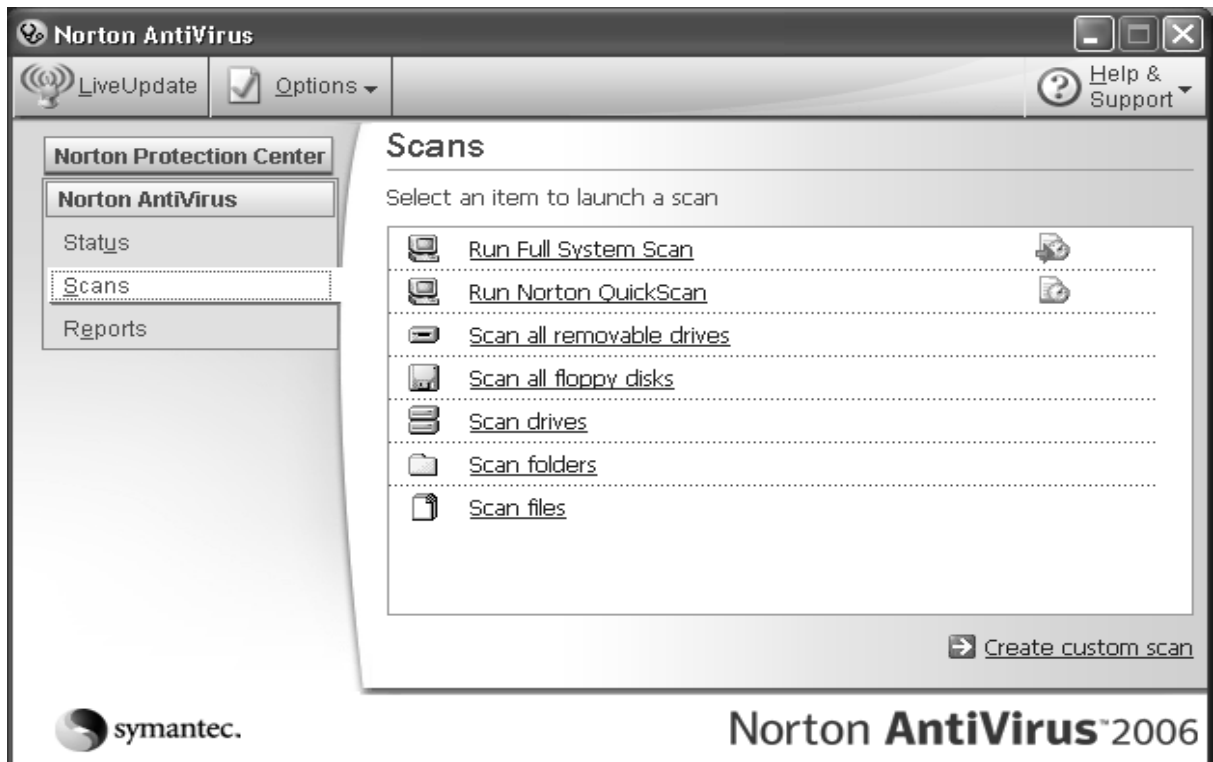 Norton AntiVirus
LiveUpdate
Options
Help &
Support
Norton Protection Center
Norton AntiVirus
Status
Scans
Reports
Scans
Select an item to launch a scan
Run Full System Scan
Run Norton QuickScan
Scan all removable drives
Scan all floppy disks
Scan drives
Scan folders
Scan files
Create custom scan
symantec.
Norton AntiVirus™2006